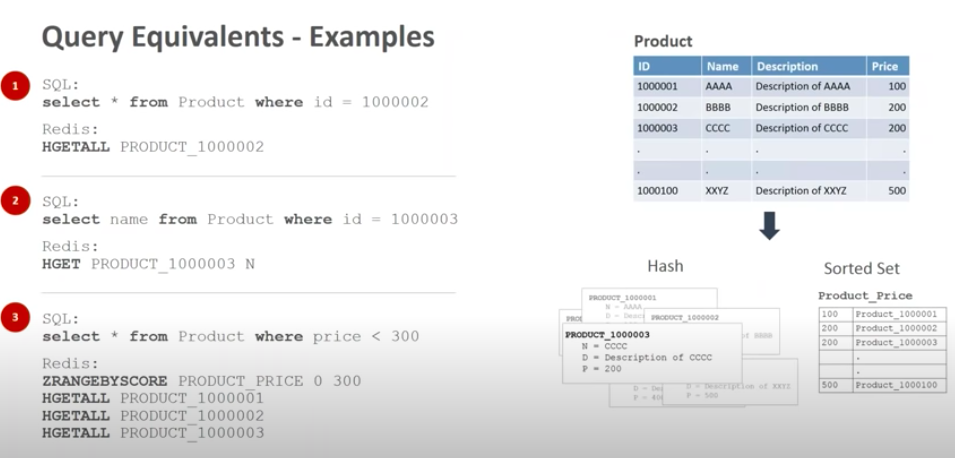 Query Equivalents - Examples
1
SQL:
select * from Product where id = 1000002
Redis:
HGETALL PRODUCT_1000002
2
SQL:
select name from Product where id = 1000003
Redis:
HGET PRODUCT_1000003 N
3
SQL:
select * from Product where price < 300
Redis:
ZRANGEBYSCORE PRODUCT_PRICE 0 300
HGETALL PRODUCT_1000001
HGETALL PRODUCT_1000002
HGETALL PRODUCT_1000003
Product
ID Name Description Price
1000001 AAAA Description of AAAA 100
1000002 BBBB Description of BBBB 200
1000003 CCCC Description of CCCC 200
. . . .
. . . .
1000100 XXYZ Description of XXYZ 500
Hash
PRODUCT_1000001
N = AAAA
D = Desc
PROD
PRODUCT_1000002
of BBBB
PRODUCT_1000003
N = CCCC
D = Description of CCCC
P = 200
D = De
P = 40
D = Description of XXYZ
P = 500
Sorted Set
Product_Price
100 Product_1000001
200 Product_1000002
200 Product_1000003
.
.
500 Product_1000100